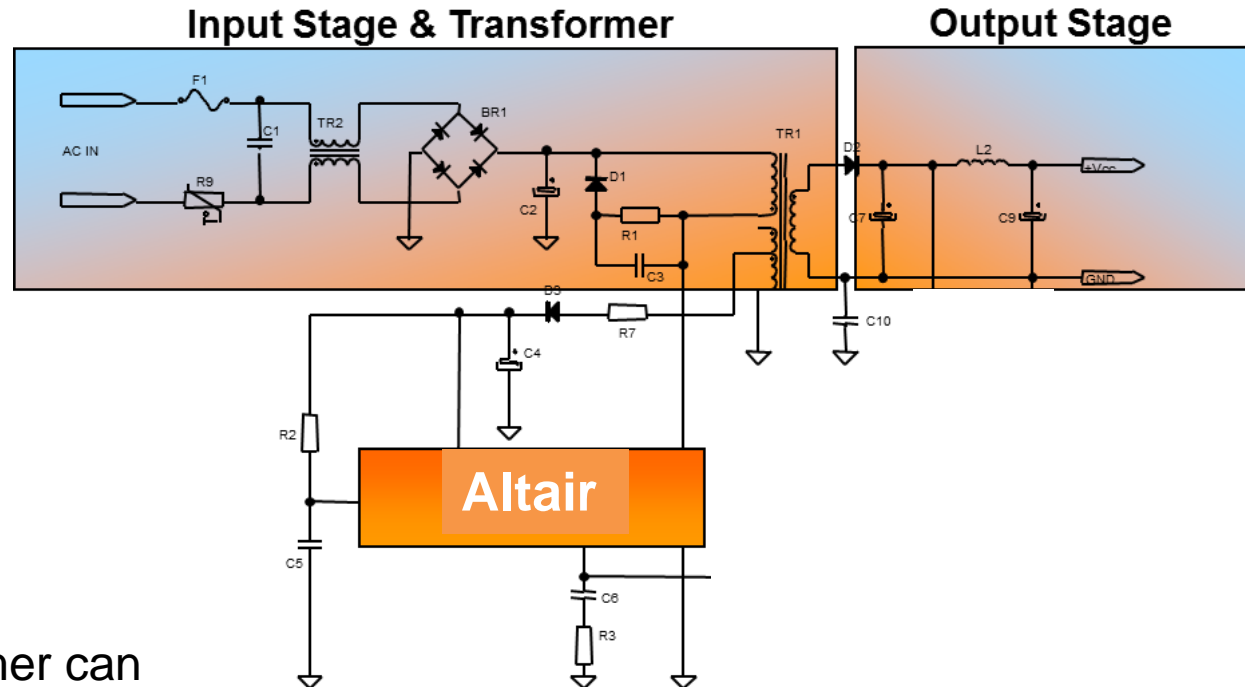 Input Stage & Transformer
Output Stage
F1
C1
TR2
BR1
AC IN
R9
C2
D1
R1
C3
TR1
D2
L2
+Vcc
C7
C9
GND
D3
R7
C10
C4
R2
Altair
C5
C6
R3
ner can